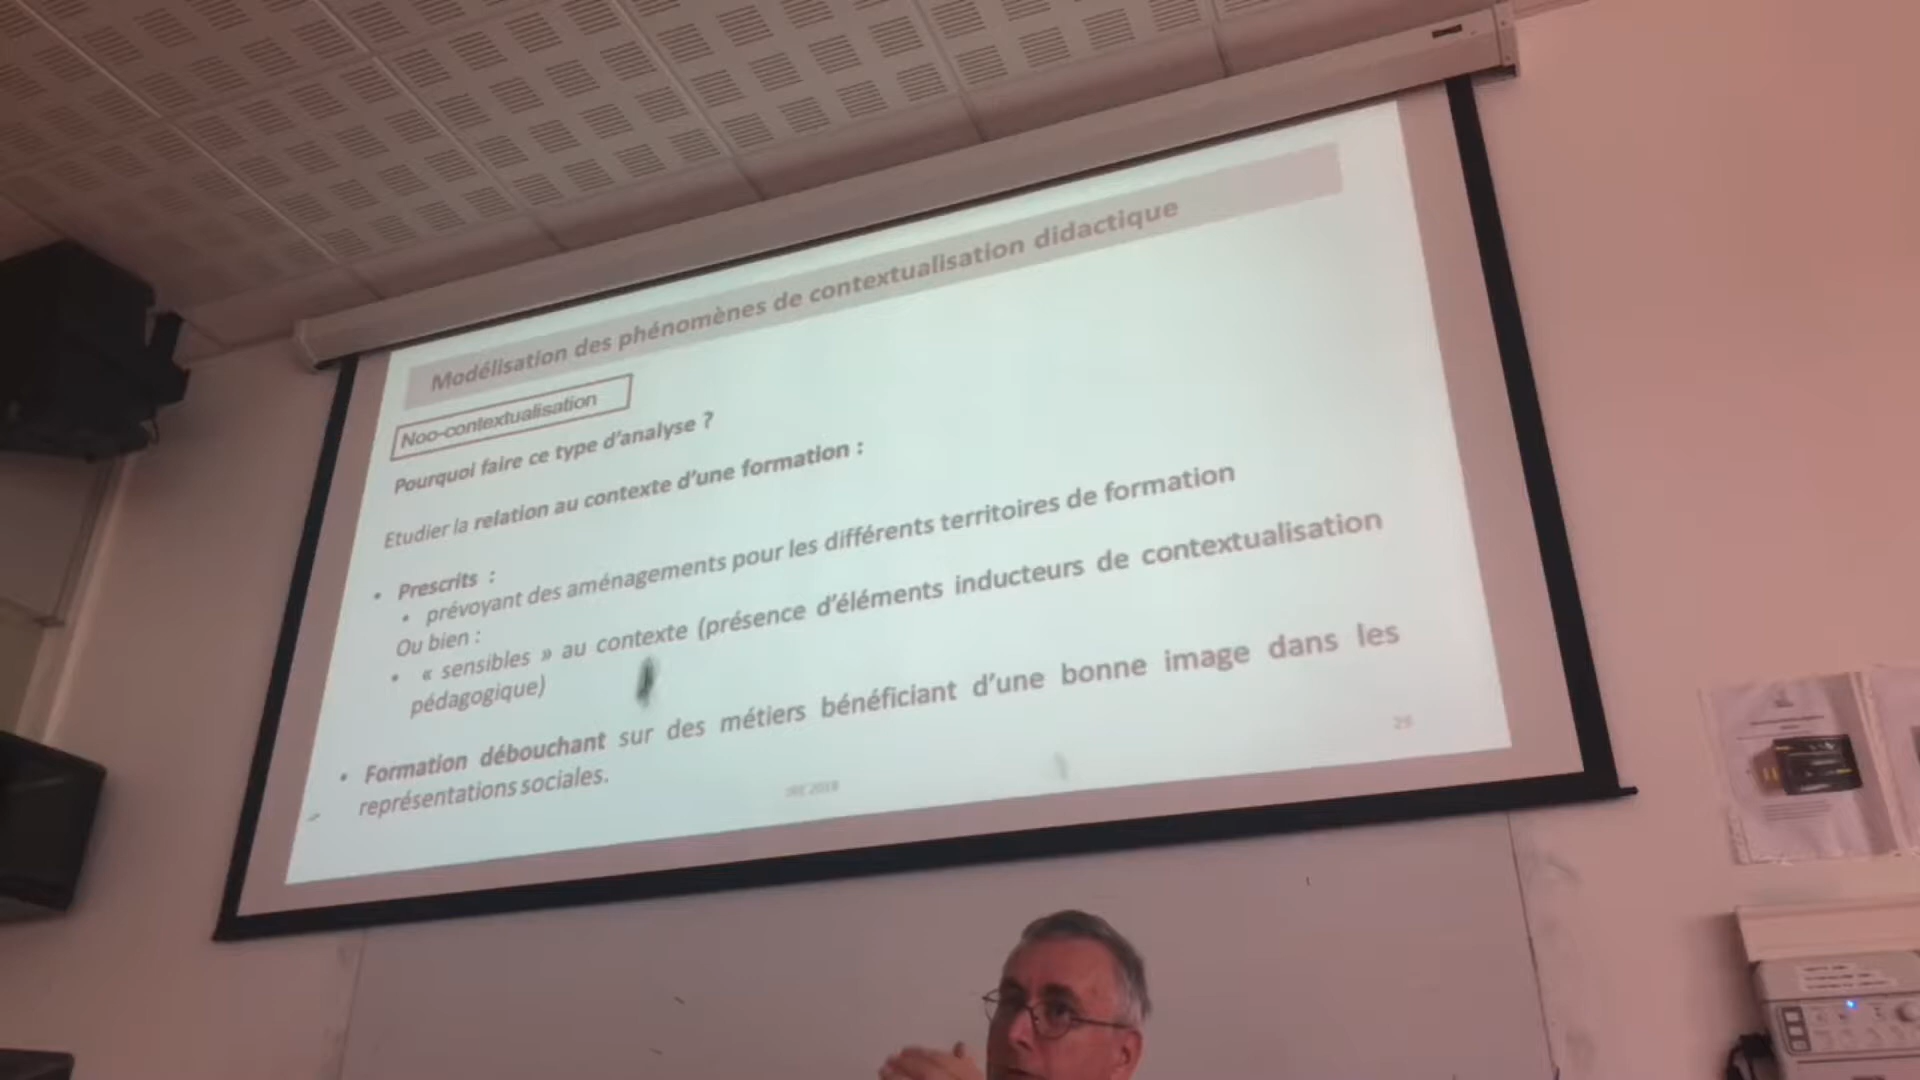 Modélisation des phénomènes de contextualisation didactique
Noo-contextualisation
Pourquoi faire ce type d'analyse ?
Etudier la relation au contexte d'une formation :
• Prescrits :
• prévoyant des aménagements pour les différents territoires de formation
Ou bien :
• « sensibles » au contexte (présence d'éléments inducteurs de contextualisation
pédagogique)
• Formation débouchant sur des métiers bénéficiant d'une bonne image dans les
représentations sociales.